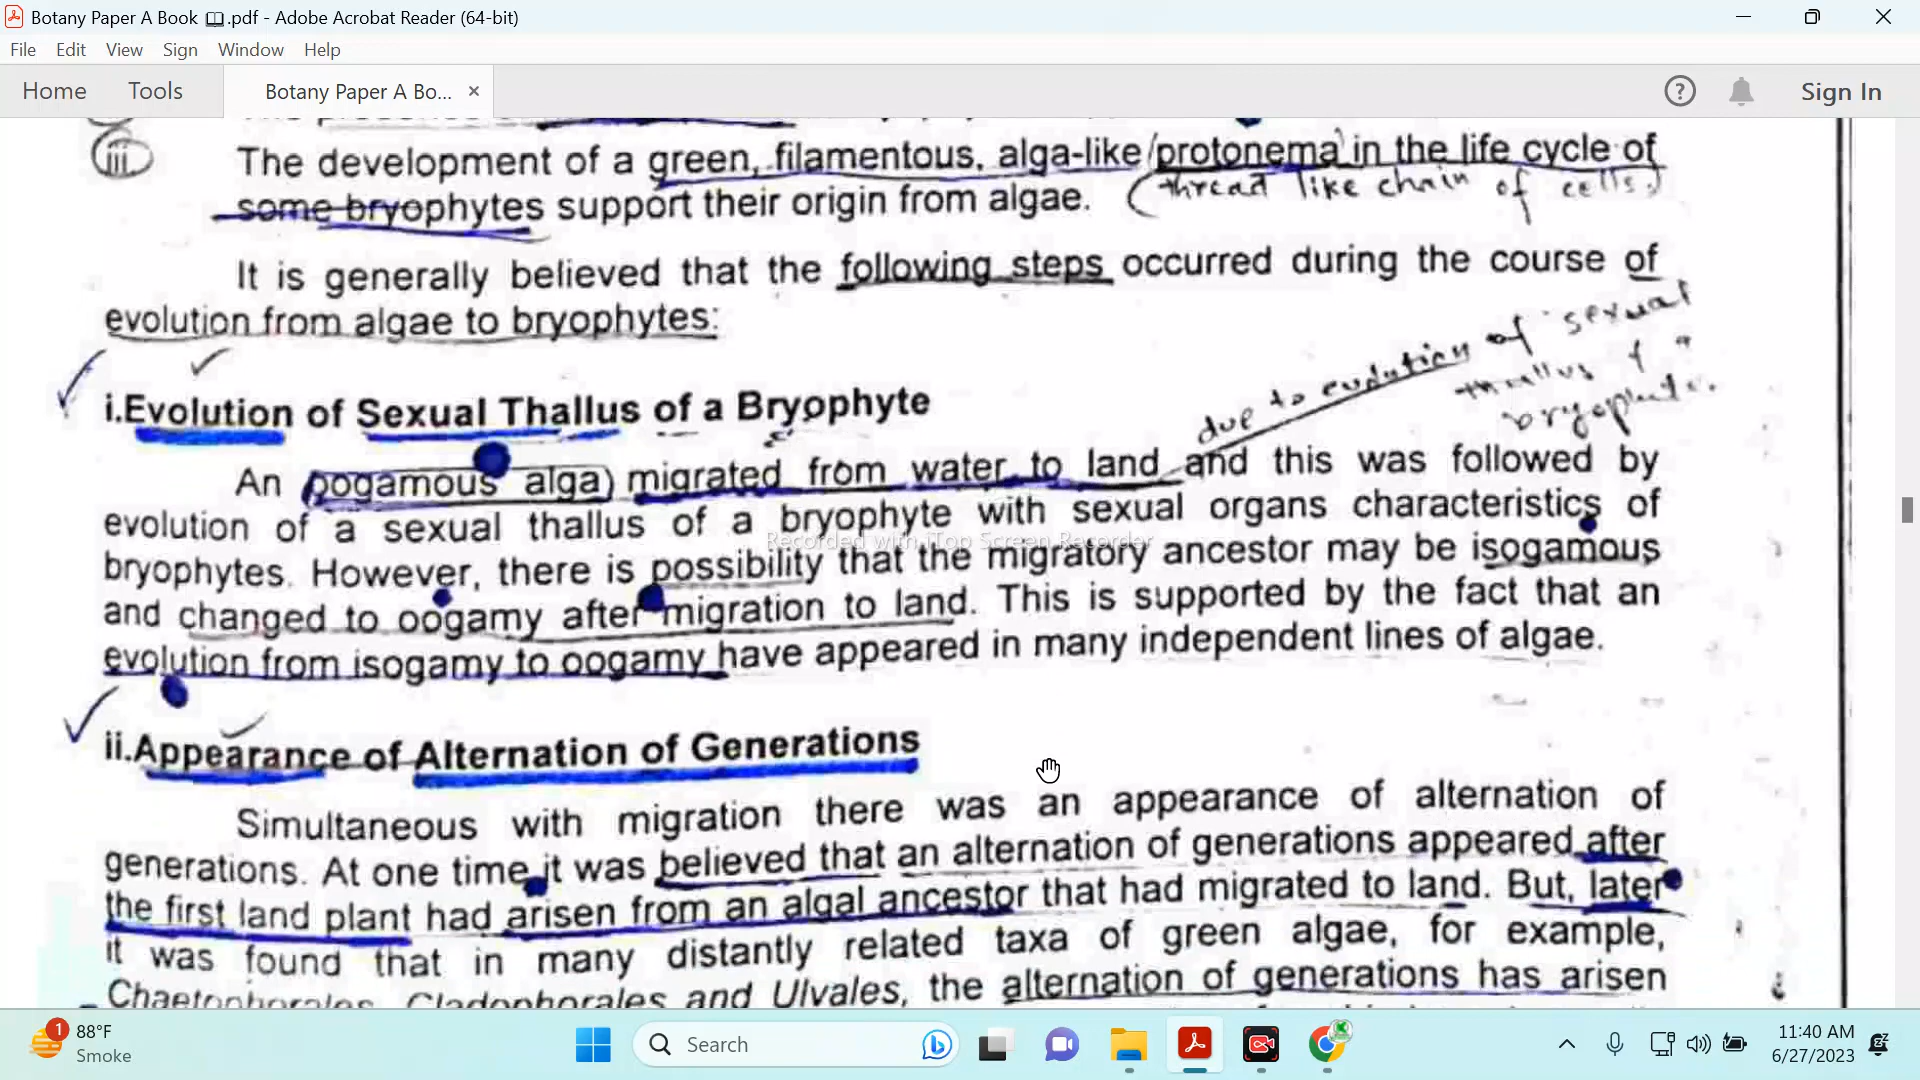 Botany Paper A Book 📖.pdf - Adobe Acrobat Reader (64-bit)
File Edit View Sign Window Help
Home Tools Botany Paper A Bo... × Sign In
iii The development of a green, filamentous, alga-like (protonema) in the life cycle of
(thread like chain of cells.)
some bryophytes support their origin from algae.
It is generally believed that the following steps occurred during the course of
evolution from algae to bryophytes:
due to evolution of sexual
thallus of a
bryophyte.
i.Evolution of Sexual Thallus of a Bryophyte
An oogamous alga) migrated from water to land and this was followed by
evolution of a sexual thallus of a bryophyte with sexual organs characteristics of
Recorded with iTop Screen Recorder
bryophytes. However, there is possibility that the migratory ancestor may be isogamous
and changed to oogamy after migration to land. This is supported by the fact that an
evolution from isogamy to oogamy have appeared in many independent lines of algae.
ii.Appearance of Alternation of Generations
Simultaneous with migration there was an appearance of alternation of
generations. At one time it was believed that an alternation of generations appeared after
the first land plant had arisen from an algal ancestor that had migrated to land. But, later
it was found that in many distantly related taxa of green algae, for example,
Chaetophorales, Cladophorales and Ulvales, the alternation of generations has arisen
1
88°F
Smoke
Search
11:40 AM
6/27/2023